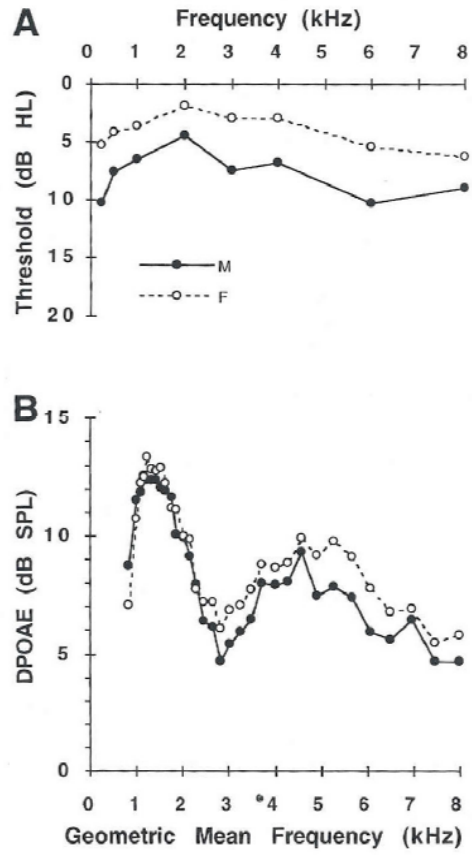 A
Frequency (kHz)
0 1 2 3 4 5 6 7 8
0
5
10
15
20
Threshold (dB HL)
M
F
B
15
10
5
0
DPOAE (dB SPL)
0 1 2 3 4 5 6 7 8
Geometric Mean Frequency (kHz)